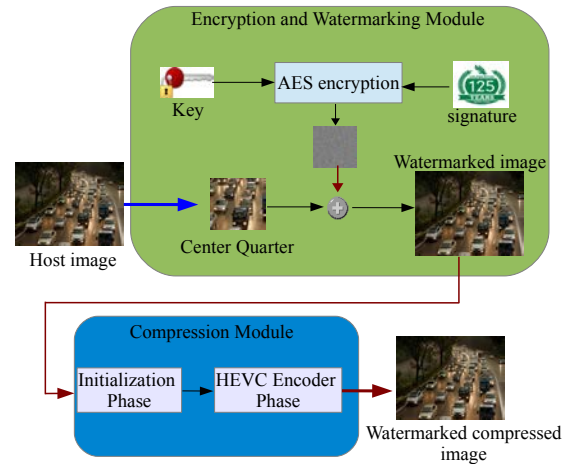 Encryption and Watermarking Module
AES encryption
Key
125
YEARS
signature
Watermarked image
Center Quarter
Host image
Compression Module
Initialization
Phase
HEVC Encoder
Phase
Watermarked compressed
image